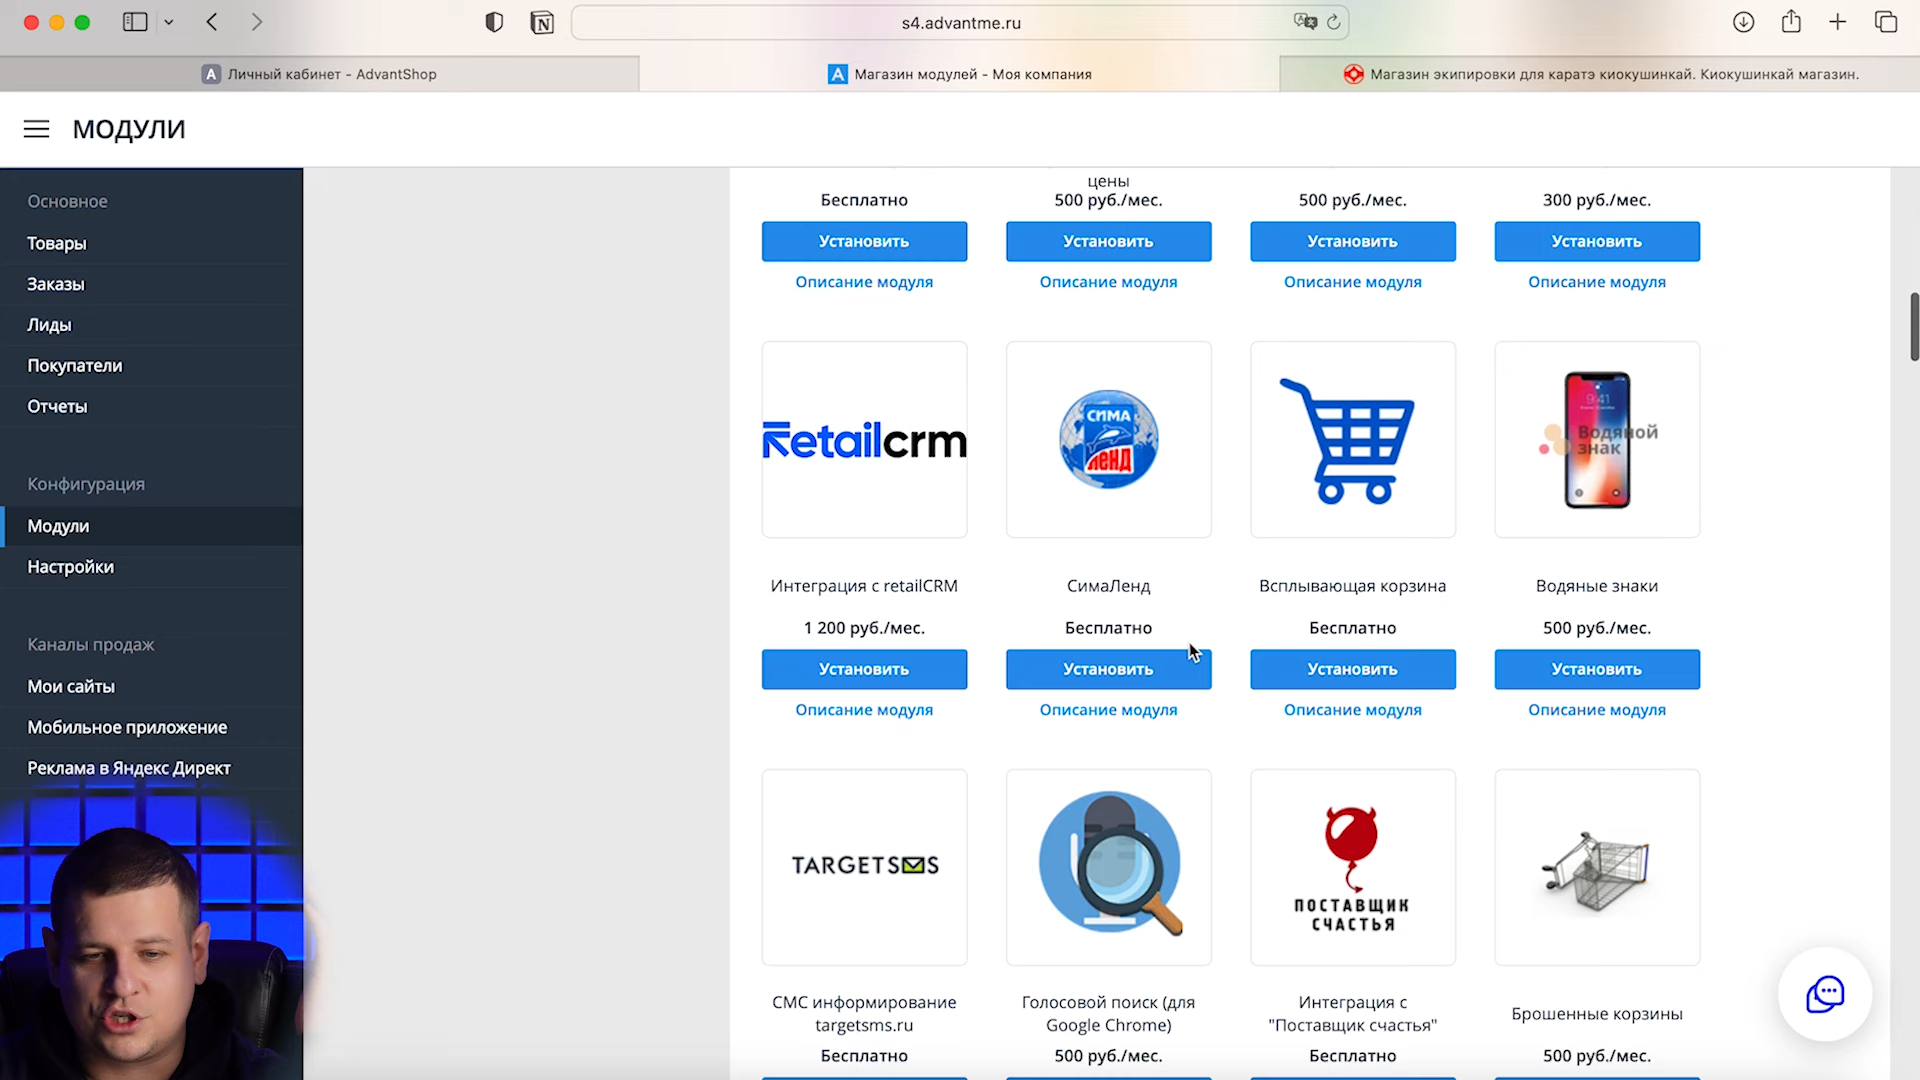 s4.advantme.ru
Личный кабинет - AdvantShop
Магазин модулей - Моя компания
Магазин экипировки для каратэ киокушинкай. Киокушинкай магазин.
МОДУЛИ
Основное
Товары
Заказы
Лиды
Покупатели
Отчеты
Конфигурация
Модули
Настройки
Каналы продаж
Мои сайты
Мобильное приложение
Реклама в Яндекс Директ
цены
Бесплатно
500 руб./мес.
500 руб./мес.
300 руб./мес.
Установить
Установить
Установить
Установить
Описание модуля
Описание модуля
Описание модуля
Описание модуля
retailcrm
СИМА
ЛЕНД
9:41
Водяной
знак
Интеграция с retailCRM
СимаЛенд
Всплывающая корзина
Водяные знаки
1 200 руб./мес.
Бесплатно
Бесплатно
500 руб./мес.
Установить
Установить
Установить
Установить
Описание модуля
Описание модуля
Описание модуля
Описание модуля
TARGETSMS
ПОСТАВЩИК
СЧАСТЬЯ
СМС информирование
targetsms.ru
Голосовой поиск (для
Google Chrome)
Интеграция с
"Поставщик счастья"
Брошенные корзины
Бесплатно
500 руб./мес.
Бесплатно
500 руб./мес.